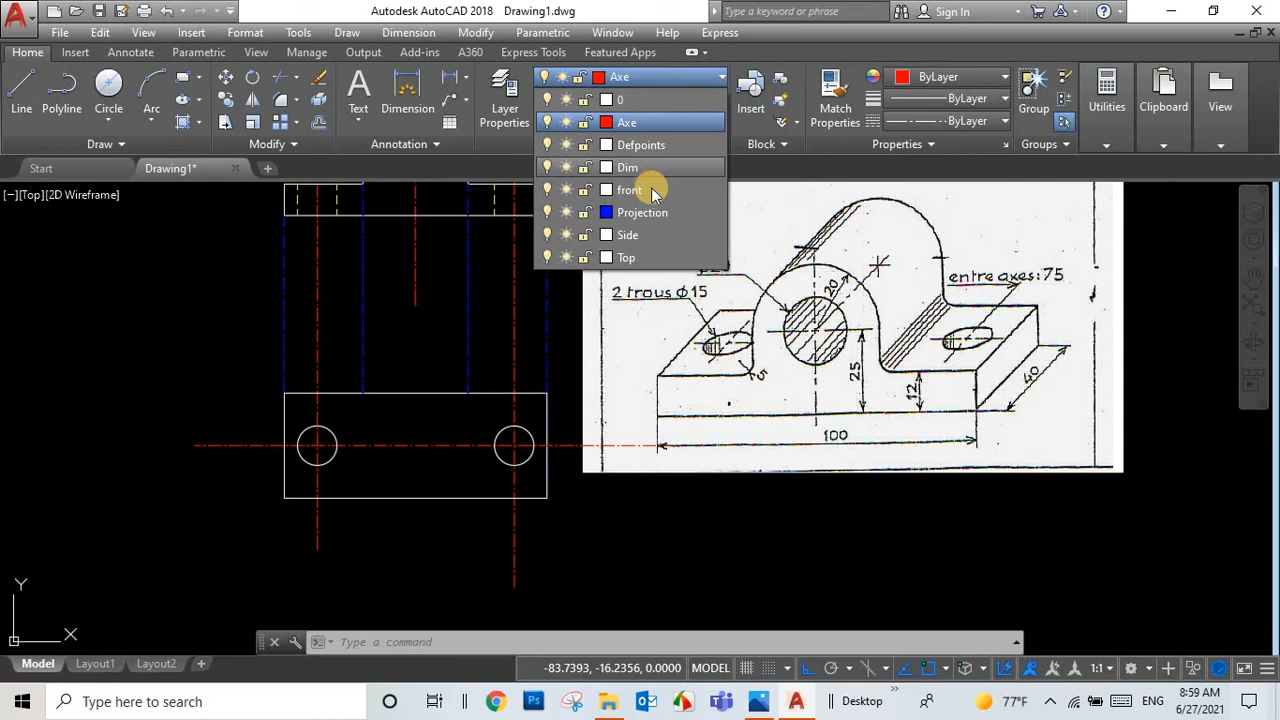 Autodesk AutoCAD 2018 Drawing1.dwg
Type a keyword or phrase
Sign In
File Edit View Insert Format Tools Draw Dimension Modify Parametric Window Help Express
Home Insert Annotate Parametric View Manage Output Add-ins A360 Express Tools Featured Apps
Line Polyline Circle Arc
Text Dimension
Layer Properties
Insert
Match Properties
Group
Utilities
Clipboard
View
Axe
ByLayer
ByLayer
ByLayer
Draw Modify Annotation Block Properties Groups
0
Axe
Defpoints
Dim
front
Projection
Side
Top
Start
Drawing1*
[−][Top][2D Wireframe]
2 trous Φ15
20
entre axes: 75
5
25
12
40
100
Y
X
Type a command
Model Layout1 Layout2
-83.7393, -16.2356, 0.0000 MODEL
1:1
Type here to search
Desktop
77°F
ENG
8:59 AM
6/27/2021